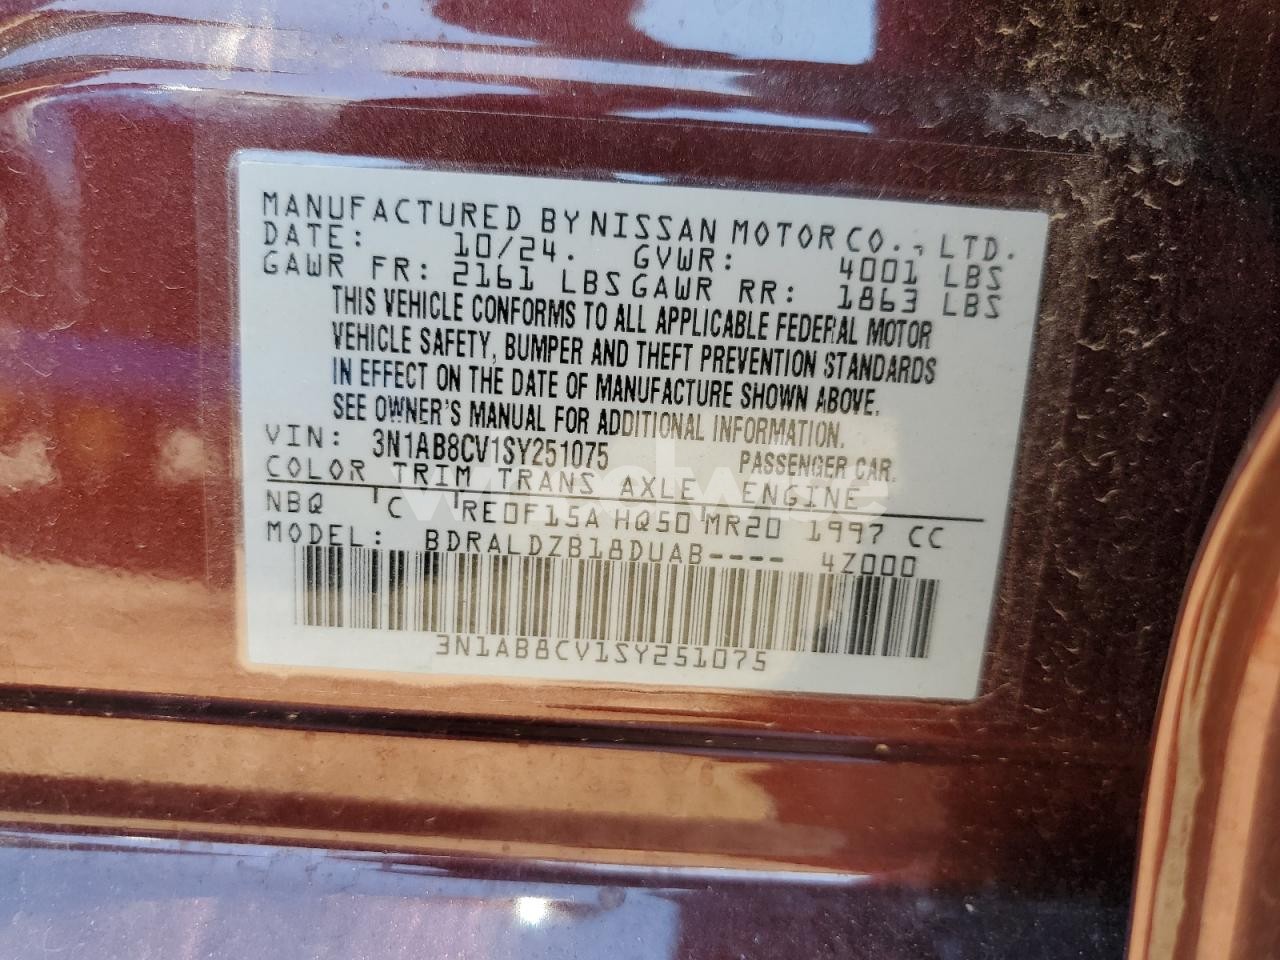 MANUFACTURED BY NISSAN MOTOR CO., LTD.
DATE: 10/24. GVWR: 4001 LBS
GAWR FR: 2161 LBS GAWR RR: 1863 LBS
THIS VEHICLE CONFORMS TO ALL APPLICABLE FEDERAL MOTOR
VEHICLE SAFETY, BUMPER AND THEFT PREVENTION STANDARDS
IN EFFECT ON THE DATE OF MANUFACTURE SHOWN ABOVE.
SEE OWNER'S MANUAL FOR ADDITIONAL INFORMATION.
VIN: 3N1AB8CV1SY251075 PASSENGER CAR.
COLOR TRIM TRANS AXLE ENGINE
NBQ C RE0F15A HQ50 MR20 1997 CC
MODEL: BDRALDZB18DUAB---- 4Z000
3N1AB8CV1SY251075